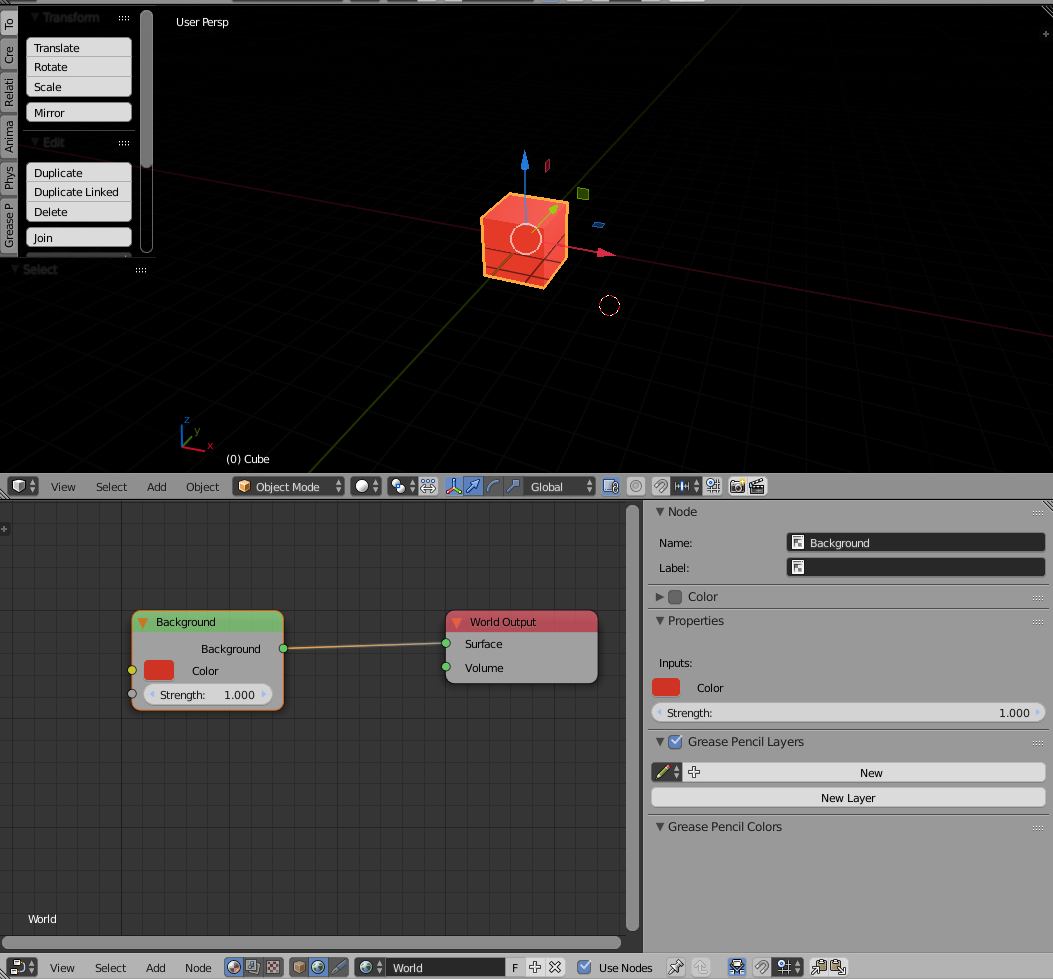 Transform
User Persp
To
Cre
Relati
Anima
Phys
Grease P
Translate
Rotate
Scale
Mirror
Edit
Duplicate
Duplicate Linked
Delete
Join
Select
z
y
x
(0) Cube
View Select Add Object Object Mode Global
Node
Name: Background
Label:
Color
Properties
Inputs:
Color
Strength: 1.000
Grease Pencil Layers
New
New Layer
Grease Pencil Colors
Background
Background
Color
Strength: 1.000
World Output
Surface
Volume
World
View Select Add Node World F Use Nodes